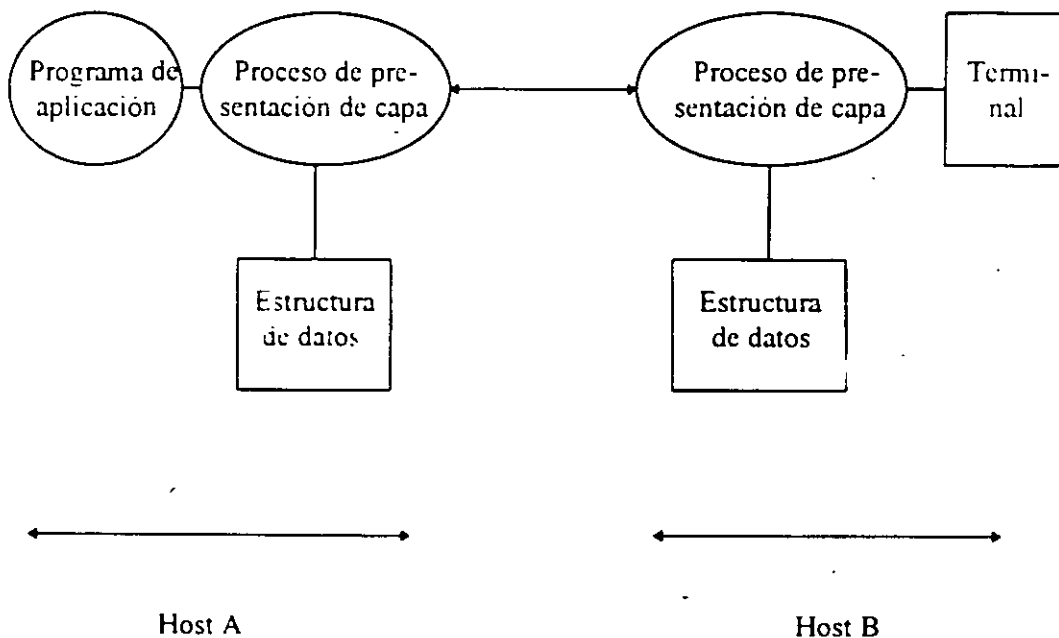 Programa de
aplicación
Proceso de pre-
sentación de capa
Proceso de pre-
sentación de capa
Termi-
nal
Estructura
de datos
Estructura
de datos
Host A
Host B